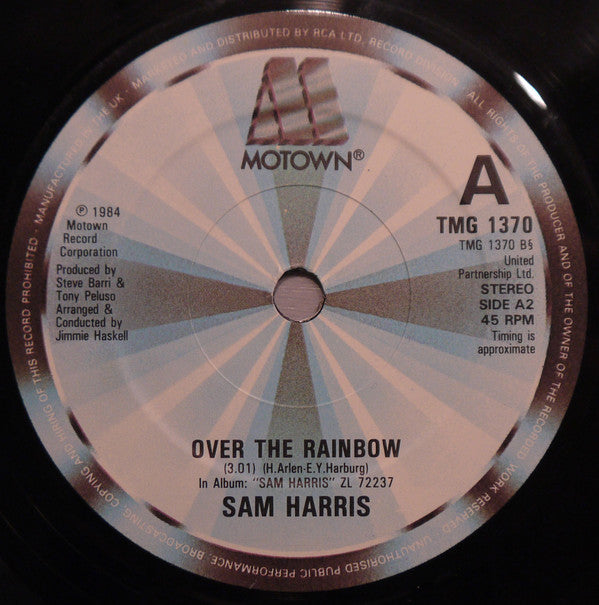 MANUFACTURED IN THE UK · MARKETED AND DISTRIBUTED BY RCA LTD. RECORD DIVISION · ALL RIGHTS OF THE PRODUCER AND OF THE OWNER OF THE RECORDED WORK RESERVED · UNAUTHORISED PUBLIC PERFORMANCE, BROADCASTING, COPYING AND HIRING OF THIS RECORD PROHIBITED ·
MOTOWN®
A
TMG 1370
TMG 1370 B§
United
Partnership Ltd.
STEREO
SIDE A2
45 RPM
Timing is
approximate
℗ 1984
Motown
Record
Corporation
Produced by
Steve Barri &
Tony Peluso
Arranged &
Conducted by
Jimmie Haskell
OVER THE RAINBOW
(3.01) (H.Arlen-E.Y.Harburg)
In Album: "SAM HARRIS" ZL 72237
SAM HARRIS